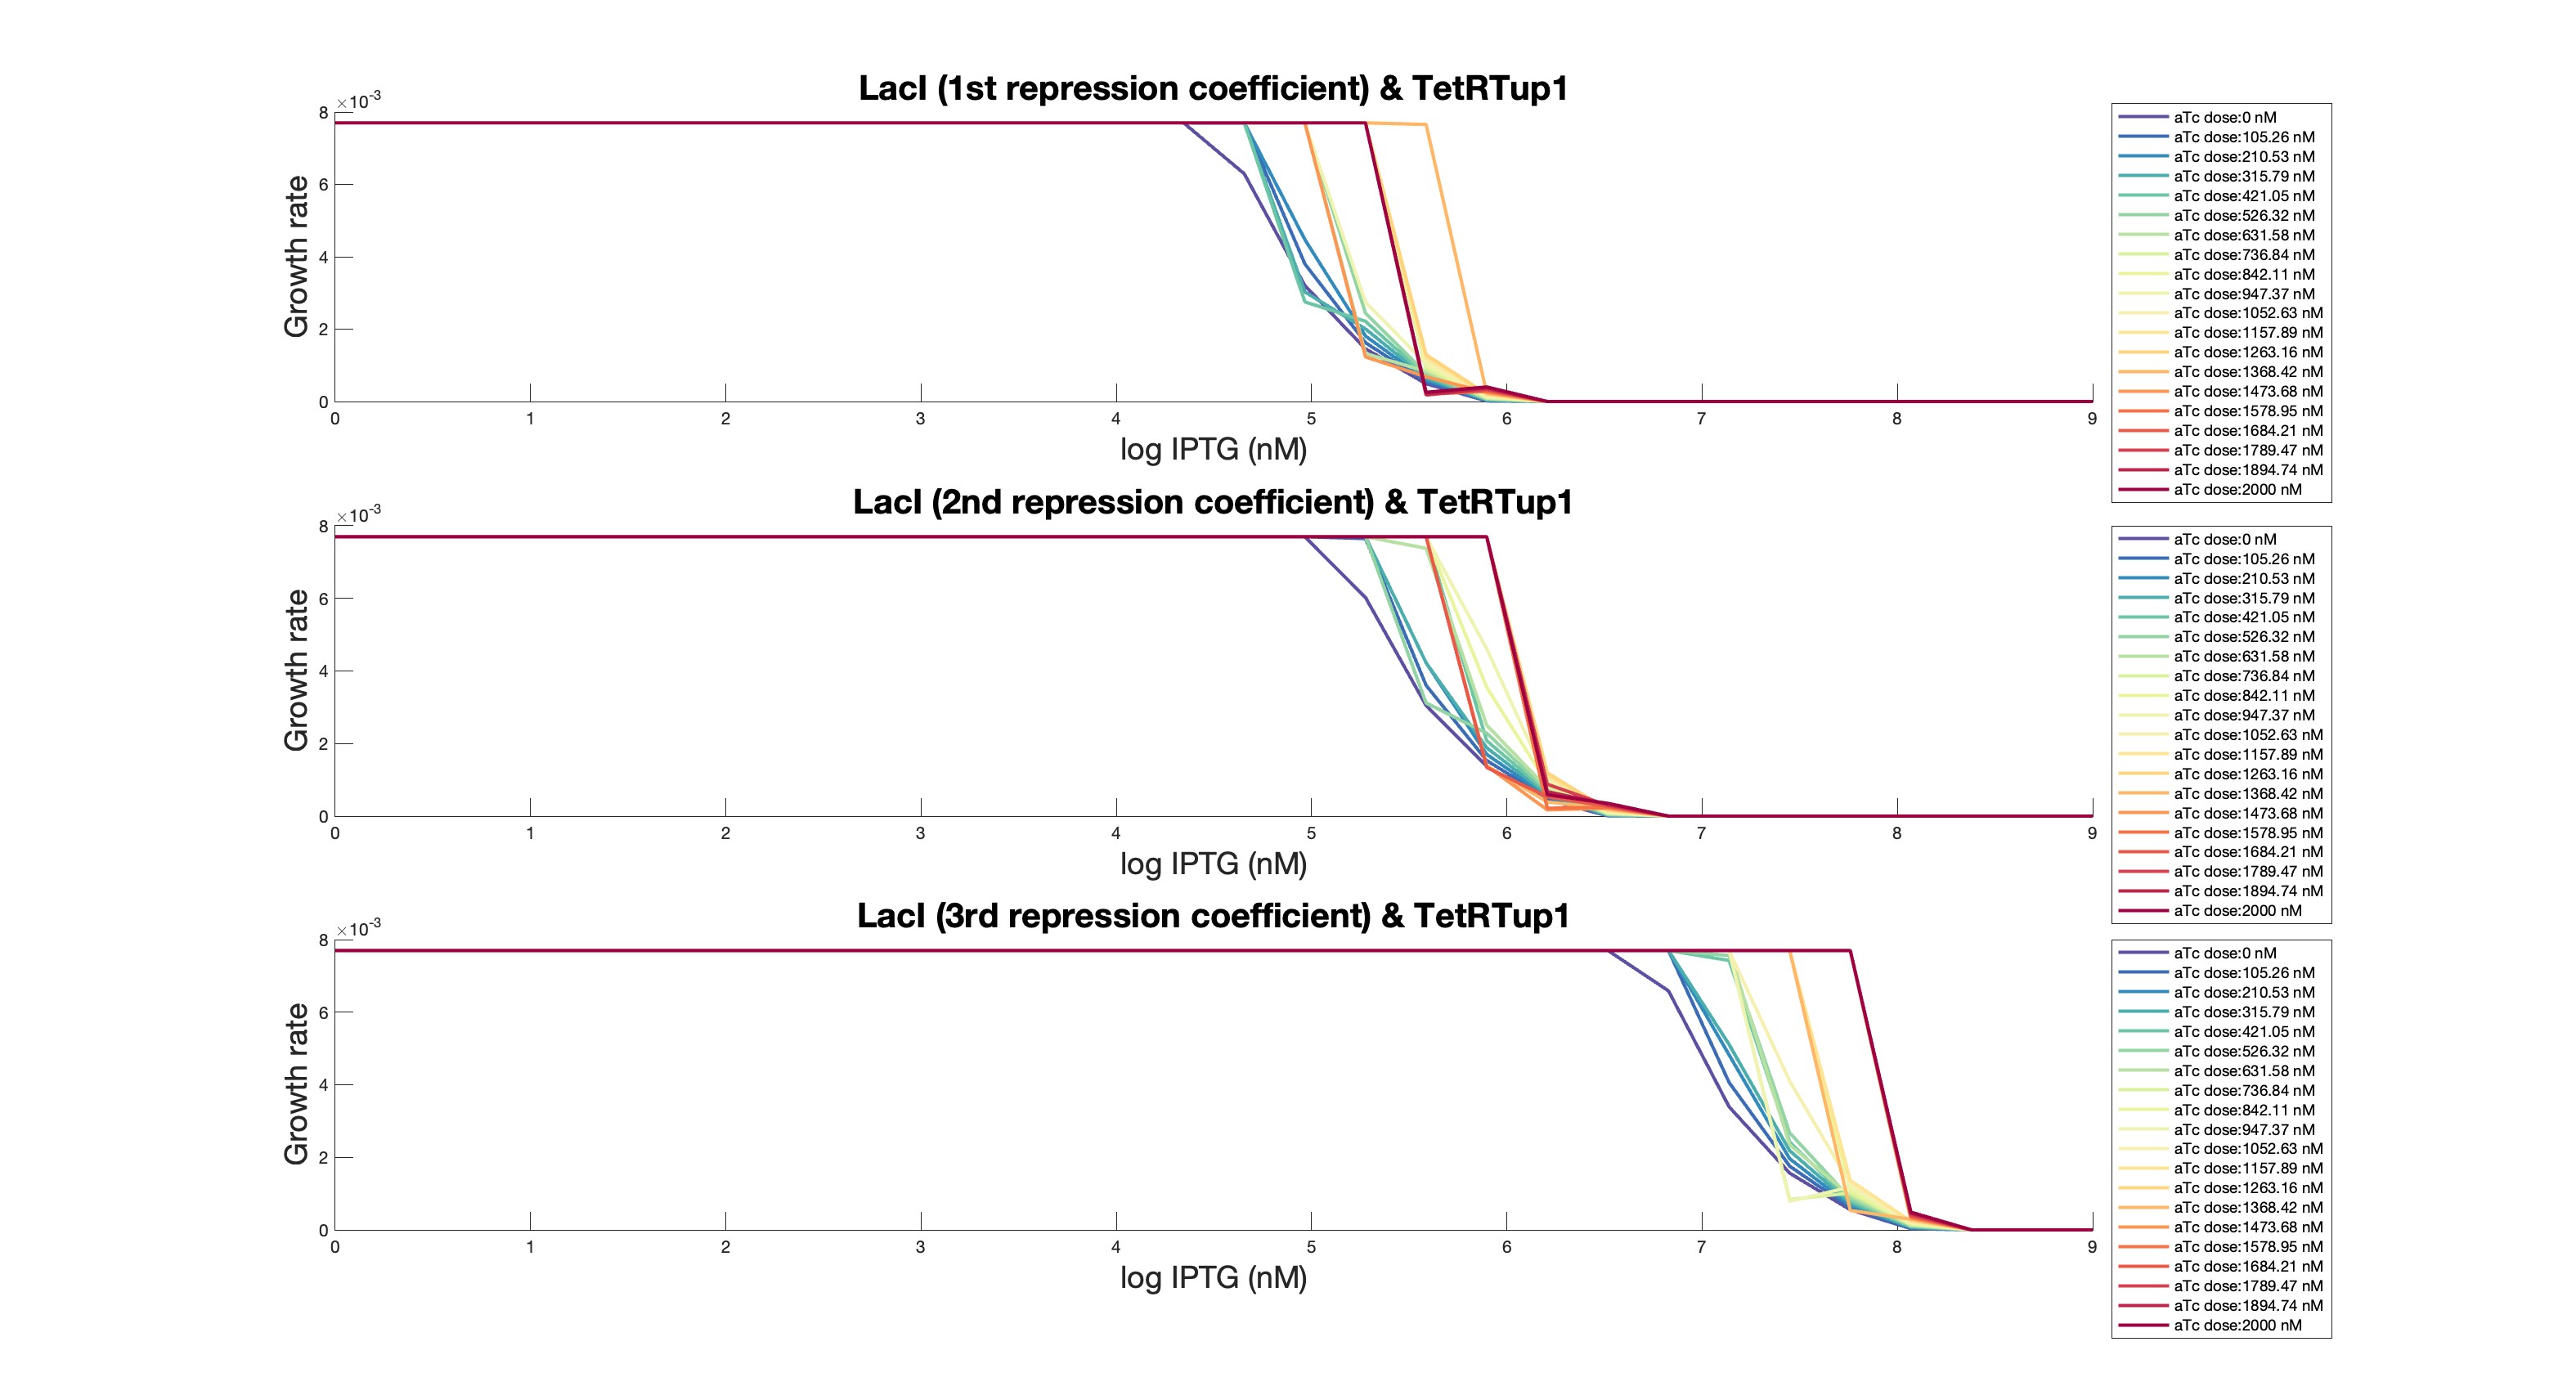 LacI (1st repression coefficient) & TetRTup1
×10-3
8
6
4
2
0
Growth rate
0 1 2 3 4 5 6 7 8 9
log IPTG (nM)
aTc dose:0 nM
aTc dose:105.26 nM
aTc dose:210.53 nM
aTc dose:315.79 nM
aTc dose:421.05 nM
aTc dose:526.32 nM
aTc dose:631.58 nM
aTc dose:736.84 nM
aTc dose:842.11 nM
aTc dose:947.37 nM
aTc dose:1052.63 nM
aTc dose:1157.89 nM
aTc dose:1263.16 nM
aTc dose:1368.42 nM
aTc dose:1473.68 nM
aTc dose:1578.95 nM
aTc dose:1684.21 nM
aTc dose:1789.47 nM
aTc dose:1894.74 nM
aTc dose:2000 nM
LacI (2nd repression coefficient) & TetRTup1
×10-3
8
6
4
2
0
Growth rate
0 1 2 3 4 5 6 7 8 9
log IPTG (nM)
aTc dose:0 nM
aTc dose:105.26 nM
aTc dose:210.53 nM
aTc dose:315.79 nM
aTc dose:421.05 nM
aTc dose:526.32 nM
aTc dose:631.58 nM
aTc dose:736.84 nM
aTc dose:842.11 nM
aTc dose:947.37 nM
aTc dose:1052.63 nM
aTc dose:1157.89 nM
aTc dose:1263.16 nM
aTc dose:1368.42 nM
aTc dose:1473.68 nM
aTc dose:1578.95 nM
aTc dose:1684.21 nM
aTc dose:1789.47 nM
aTc dose:1894.74 nM
aTc dose:2000 nM
LacI (3rd repression coefficient) & TetRTup1
×10-3
8
6
4
2
0
Growth rate
0 1 2 3 4 5 6 7 8 9
log IPTG (nM)
aTc dose:0 nM
aTc dose:105.26 nM
aTc dose:210.53 nM
aTc dose:315.79 nM
aTc dose:421.05 nM
aTc dose:526.32 nM
aTc dose:631.58 nM
aTc dose:736.84 nM
aTc dose:842.11 nM
aTc dose:947.37 nM
aTc dose:1052.63 nM
aTc dose:1157.89 nM
aTc dose:1263.16 nM
aTc dose:1368.42 nM
aTc dose:1473.68 nM
aTc dose:1578.95 nM
aTc dose:1684.21 nM
aTc dose:1789.47 nM
aTc dose:1894.74 nM
aTc dose:2000 nM